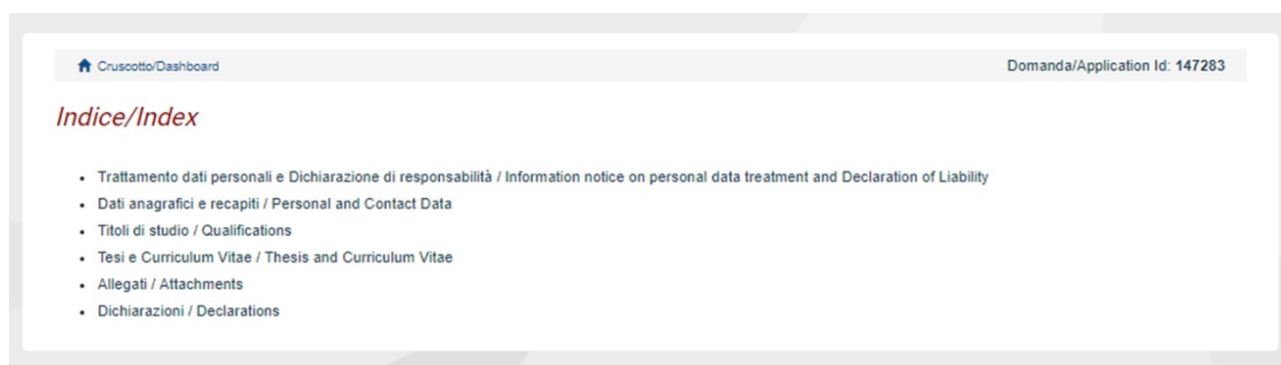 Cruscotto/Dashboard
Domanda/Application Id: 147283
Indice/Index
Trattamento dati personali e Dichiarazione di responsabilità / Information notice on personal data treatment and Declaration of Liability
Dati anagrafici e recapiti / Personal and Contact Data
Titoli di studio / Qualifications
Tesi e Curriculum Vitae / Thesis and Curriculum Vitae
Allegati / Attachments
Dichiarazioni / Declarations